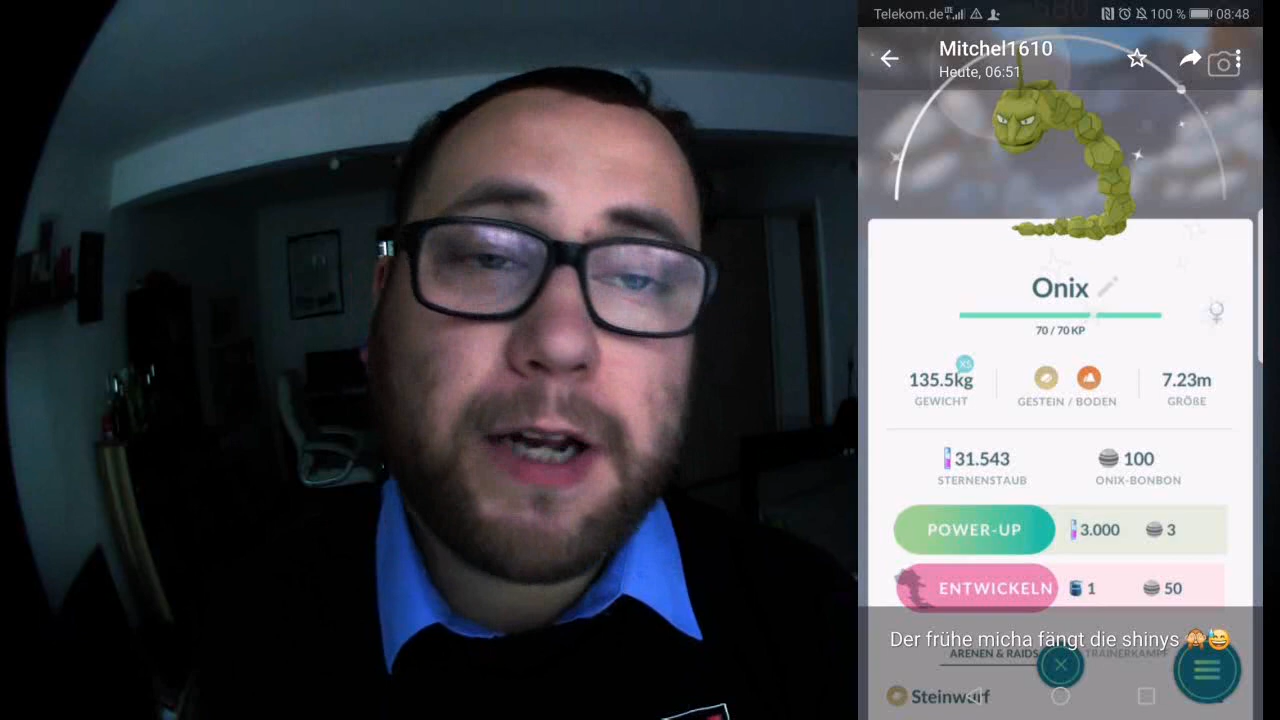 Telekom.de LTE 100 % 08:48
Mitchel1610
Heute, 06:51
Onix
70 / 70 KP
XS
135.5kg
GEWICHT
GESTEIN / BODEN
7.23m
GRÖßE
31.543
STERNENSTAUB
100
ONIX-BONBON
POWER-UP 3.000 3
ENTWICKELN 1 50
Der frühe micha fängt die shinys 🙈😅
ARENEN & RAIDS TRAINERKAMPF
Steinwurf